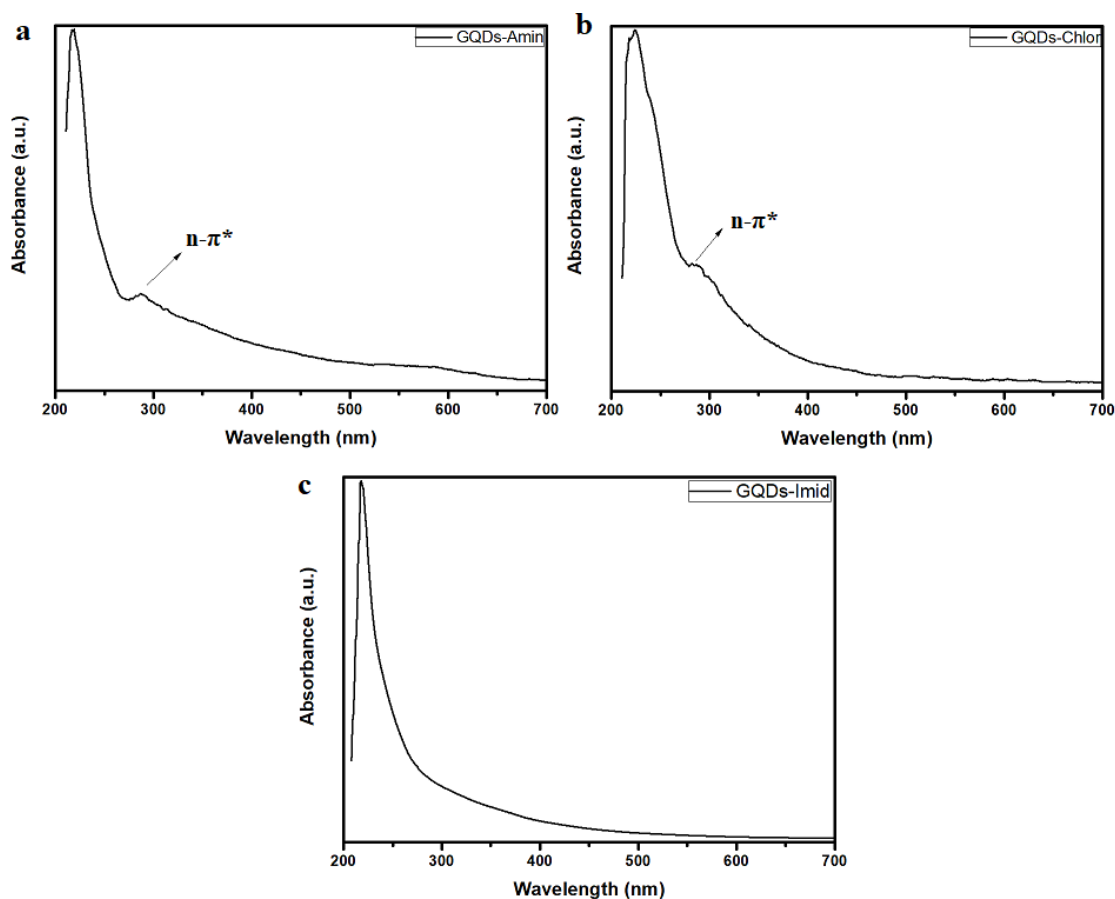 a
GQDs-Amin
n-π*
Absorbance (a.u.)
200 300 400 500 600 700
Wavelength (nm)
b
GQDs-Chlor
n-π*
Absorbance (a.u.)
200 300 400 500 600 700
Wavelength (nm)
c
GQDs-Imid
Absorbance (a.u.)
200 300 400 500 600 700
Wavelength (nm)